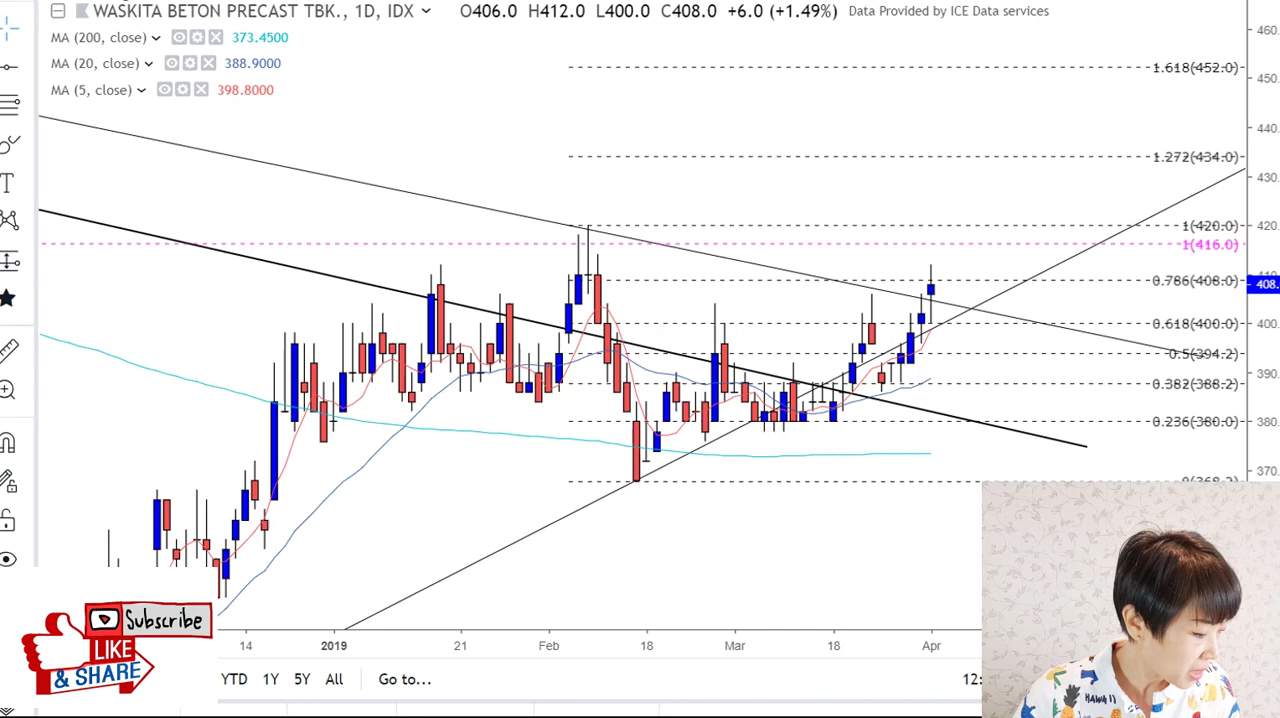 WASKITA BETON PRECAST TBK., 1D, IDX O406.0 H412.0 L400.0 C408.0 +6.0 (+1.49%) Data Provided by ICE Data services
MA (200, close) 373.4500
MA (20, close) 388.9000
MA (5, close) 398.8000
460.
1.618(452.0)
450.
440.
1.272(434.0)
430.
1(420.0)
420.
1(416.0)
0.786(408.0)
408.
0.618(400.0)
400.
0.5(394.2)
390.
0.382(388.2)
0.236(380.0)
380.
370.
T
Subscribe
LIKE
& SHARE
14 2019 21 Feb 18 Mar 18 Apr
YTD 1Y 5Y All Go to... 12:
HAWAII